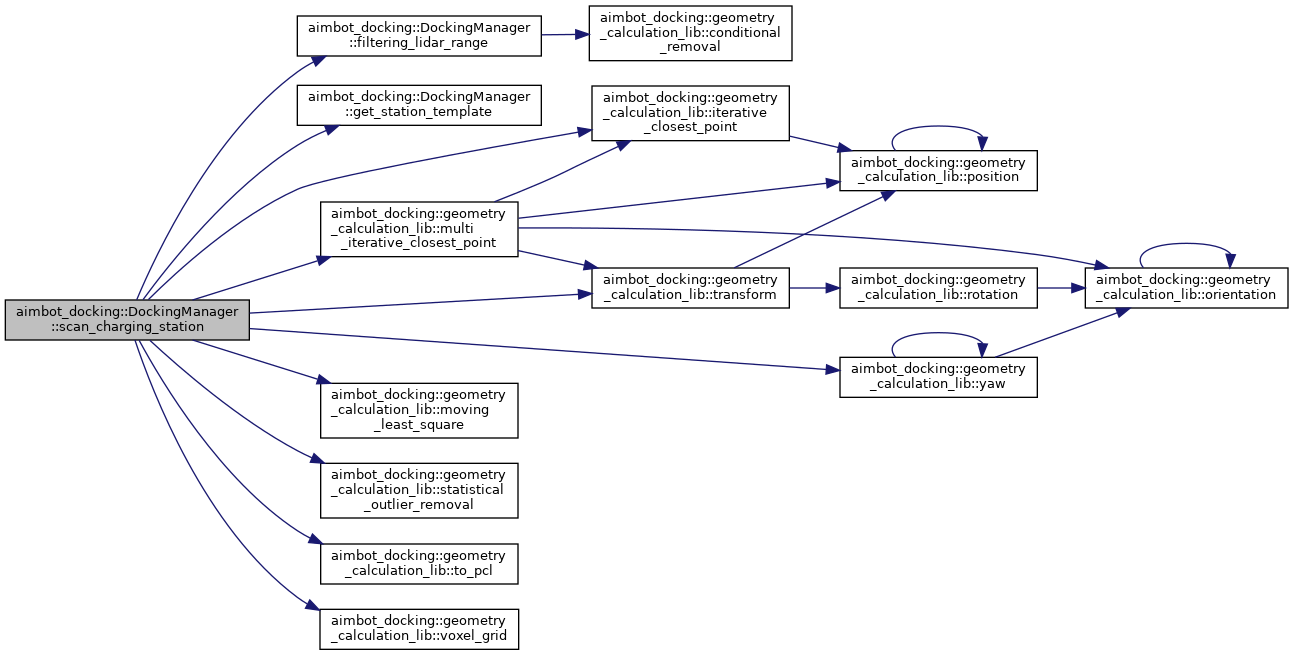 aimbot_docking::DockingManager
::scan_charging_station
aimbot_docking::DockingManager
::filtering_lidar_range
aimbot_docking::geometry
_calculation_lib::conditional
_removal
aimbot_docking::DockingManager
::get_station_template
aimbot_docking::geometry
_calculation_lib::iterative
_closest_point
aimbot_docking::geometry
_calculation_lib::position
aimbot_docking::geometry
_calculation_lib::multi
_iterative_closest_point
aimbot_docking::geometry
_calculation_lib::transform
aimbot_docking::geometry
_calculation_lib::rotation
aimbot_docking::geometry
_calculation_lib::orientation
aimbot_docking::geometry
_calculation_lib::yaw
aimbot_docking::geometry
_calculation_lib::moving
_least_square
aimbot_docking::geometry
_calculation_lib::statistical
_outlier_removal
aimbot_docking::geometry
_calculation_lib::to_pcl
aimbot_docking::geometry
_calculation_lib::voxel_grid